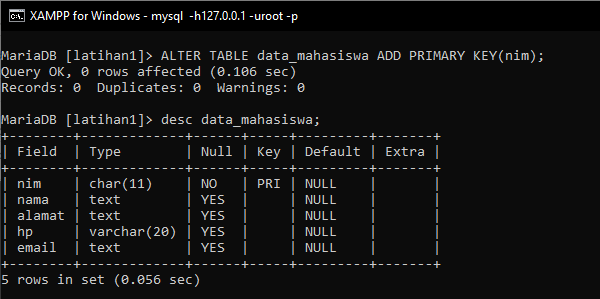 XAMPP for Windows - mysql -h127.0.0.1 -uroot -p
MariaDB [latihan1]> ALTER TABLE data_mahasiswa ADD PRIMARY KEY(nim);
Query OK, 0 rows affected (0.106 sec)
Records: 0  Duplicates: 0  Warnings: 0
MariaDB [latihan1]> desc data_mahasiswa;
+--------+-------------+------+-----+---------+-------+
| Field  | Type        | Null | Key | Default | Extra |
+--------+-------------+------+-----+---------+-------+
| nim    | char(11)    | NO   | PRI | NULL    |       |
| nama   | text        | YES  |     | NULL    |       |
| alamat | text        | YES  |     | NULL    |       |
| hp     | varchar(20) | YES  |     | NULL    |       |
| email  | text        | YES  |     | NULL    |       |
+--------+-------------+------+-----+---------+-------+
5 rows in set (0.056 sec)